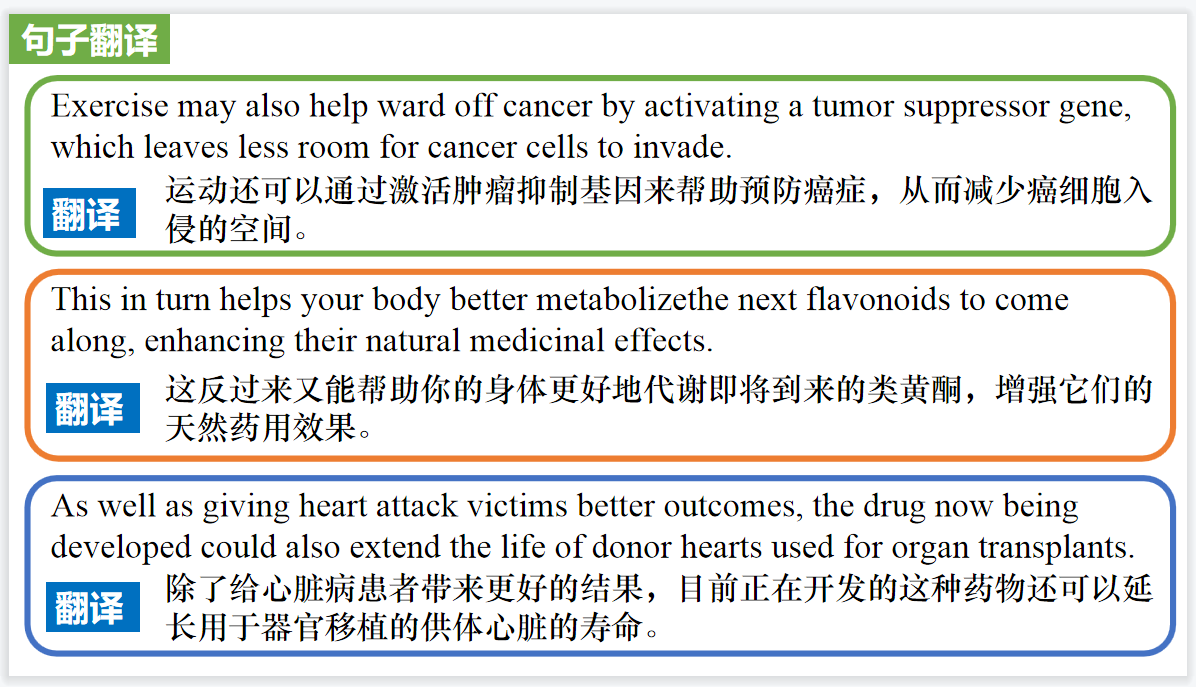 句子翻译
Exercise may also help ward off cancer by activating a tumor suppressor gene,
which leaves less room for cancer cells to invade.
翻译
运动还可以通过激活肿瘤抑制基因来帮助预防癌症，从而减少癌细胞入
侵的空间。
This in turn helps your body better metabolizethe next flavonoids to come
along, enhancing their natural medicinal effects.
翻译
这反过来又能帮助你的身体更好地代谢即将到来的类黄酮，增强它们的
天然药用效果。
As well as giving heart attack victims better outcomes, the drug now being
developed could also extend the life of donor hearts used for organ transplants.
翻译
除了给心脏病患者带来更好的结果，目前正在开发的这种药物还可以延
长用于器官移植的供体心脏的寿命。